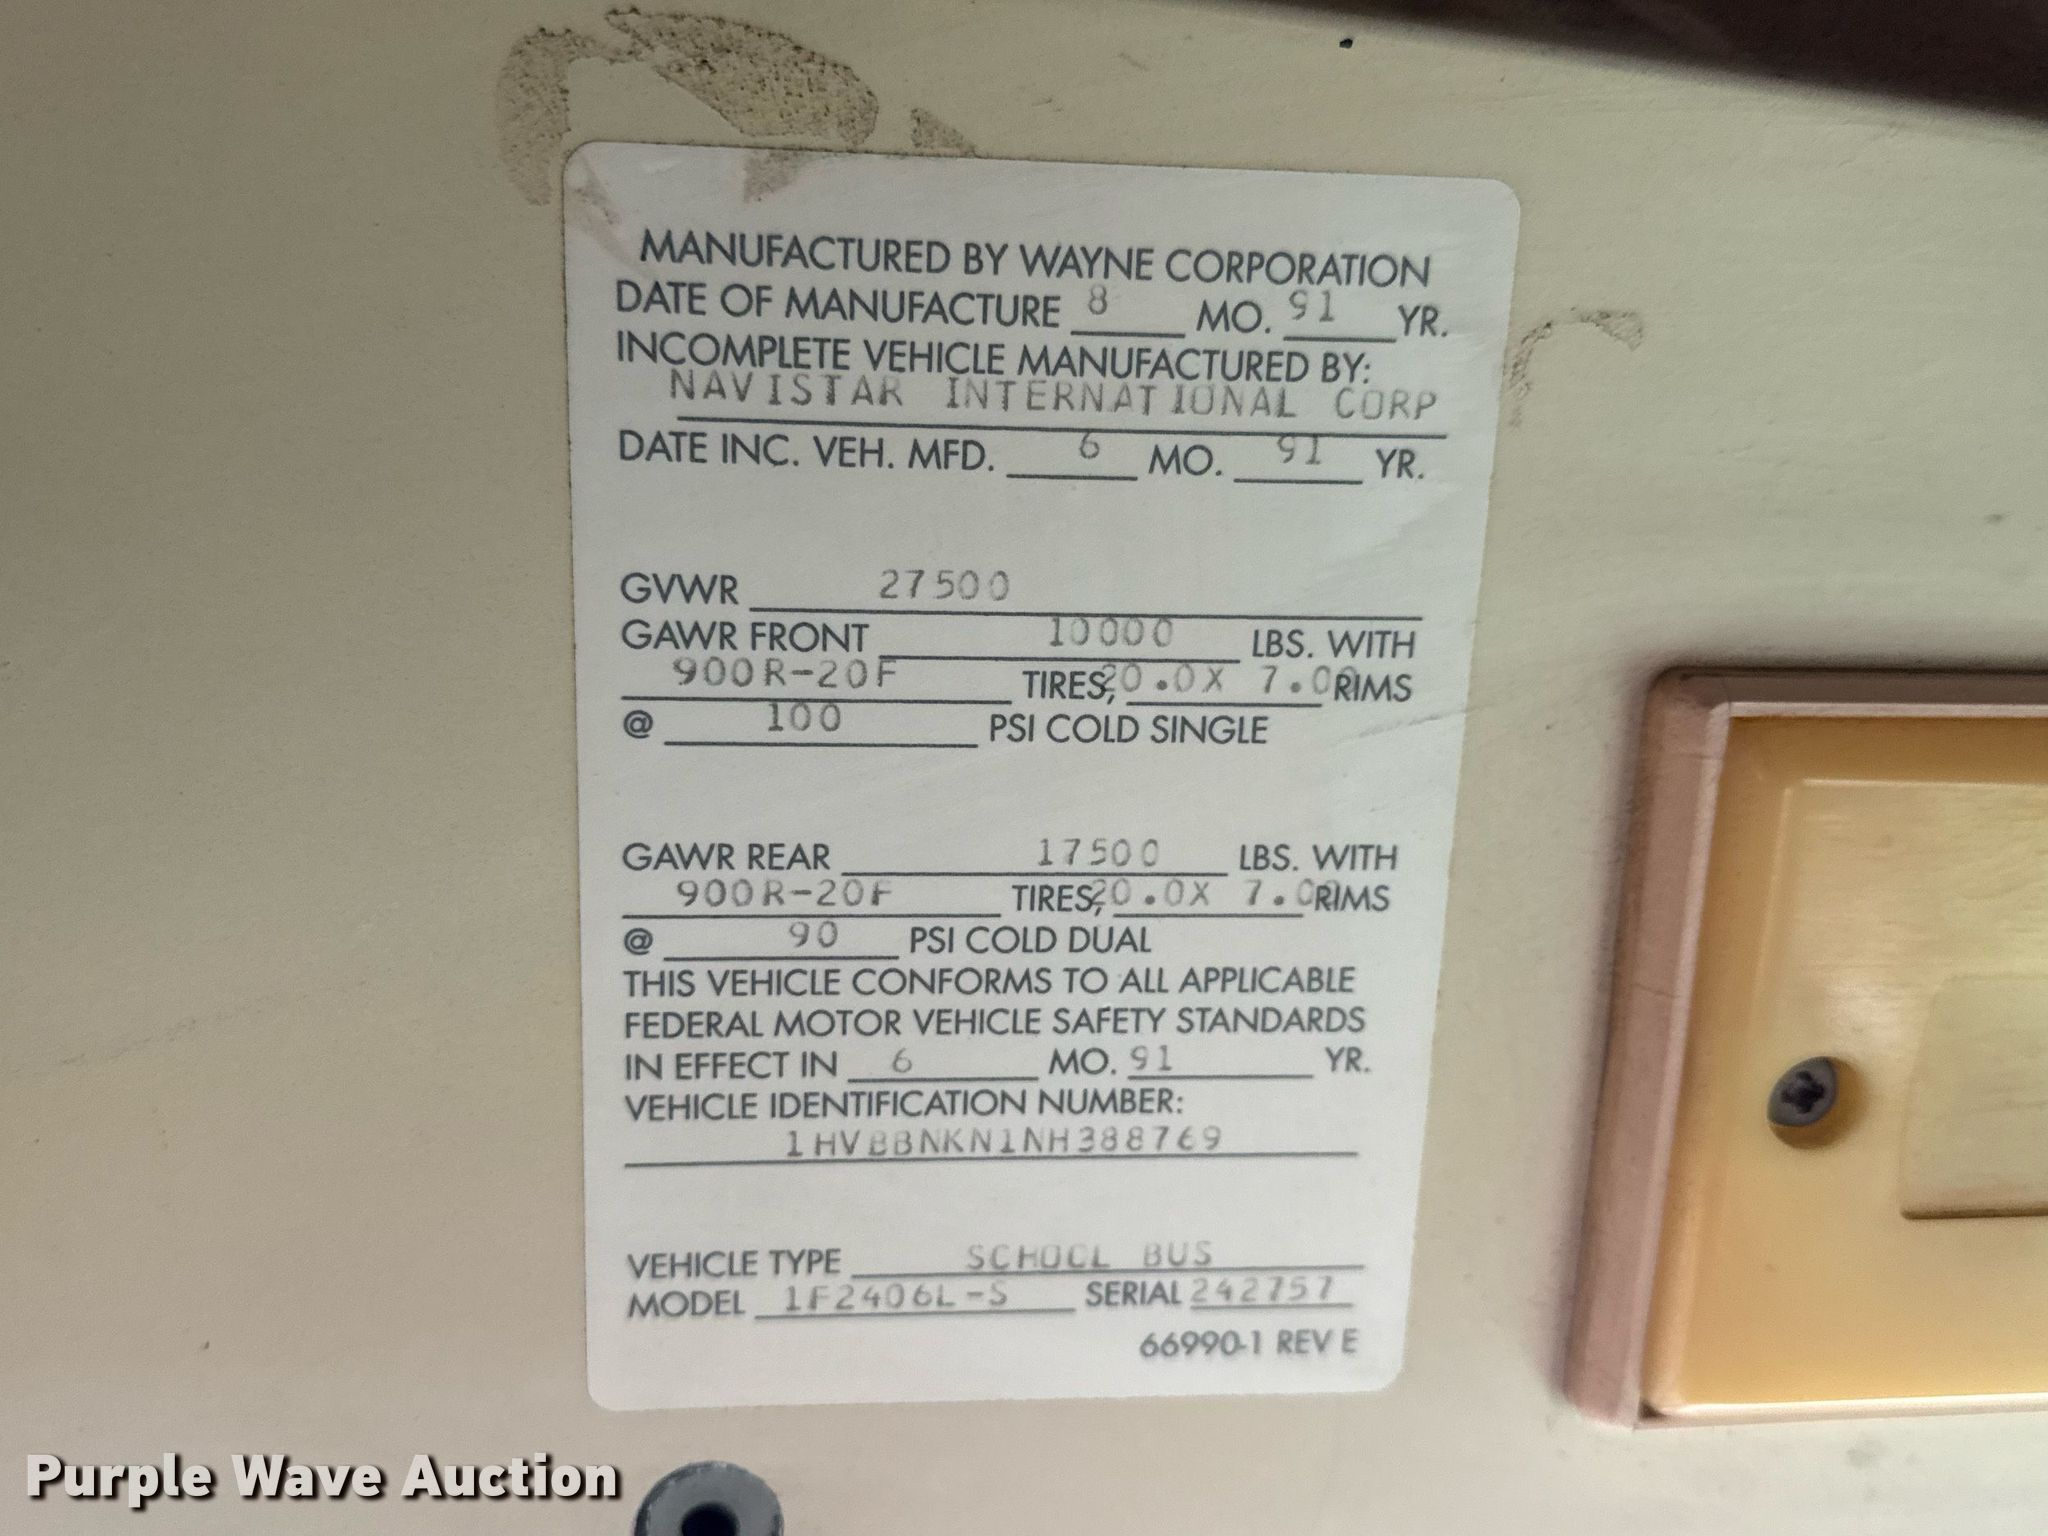 MANUFACTURED BY WAYNE CORPORATION
DATE OF MANUFACTURE 8 MO. 91 YR.
INCOMPLETE VEHICLE MANUFACTURED BY:
NAVISTAR INTERNATIONAL CORP
DATE INC. VEH. MFD. 6 MO. 91 YR.
GVWR 27500
GAWR FRONT 10000 LBS. WITH
900R-20F TIRES, 20.0X 7.00 RIMS
@ 100 PSI COLD SINGLE
GAWR REAR 17500 LBS. WITH
900R-20F TIRES, 20.0X 7.00 RIMS
@ 90 PSI COLD DUAL
THIS VEHICLE CONFORMS TO ALL APPLICABLE
FEDERAL MOTOR VEHICLE SAFETY STANDARDS
IN EFFECT IN 6 MO. 91 YR.
VEHICLE IDENTIFICATION NUMBER:
1HVBBNKN1NH388769
VEHICLE TYPE SCHOOL BUS
MODEL 1F2406L-S SERIAL 242757
66990-1 REV E
Purple Wave Auction